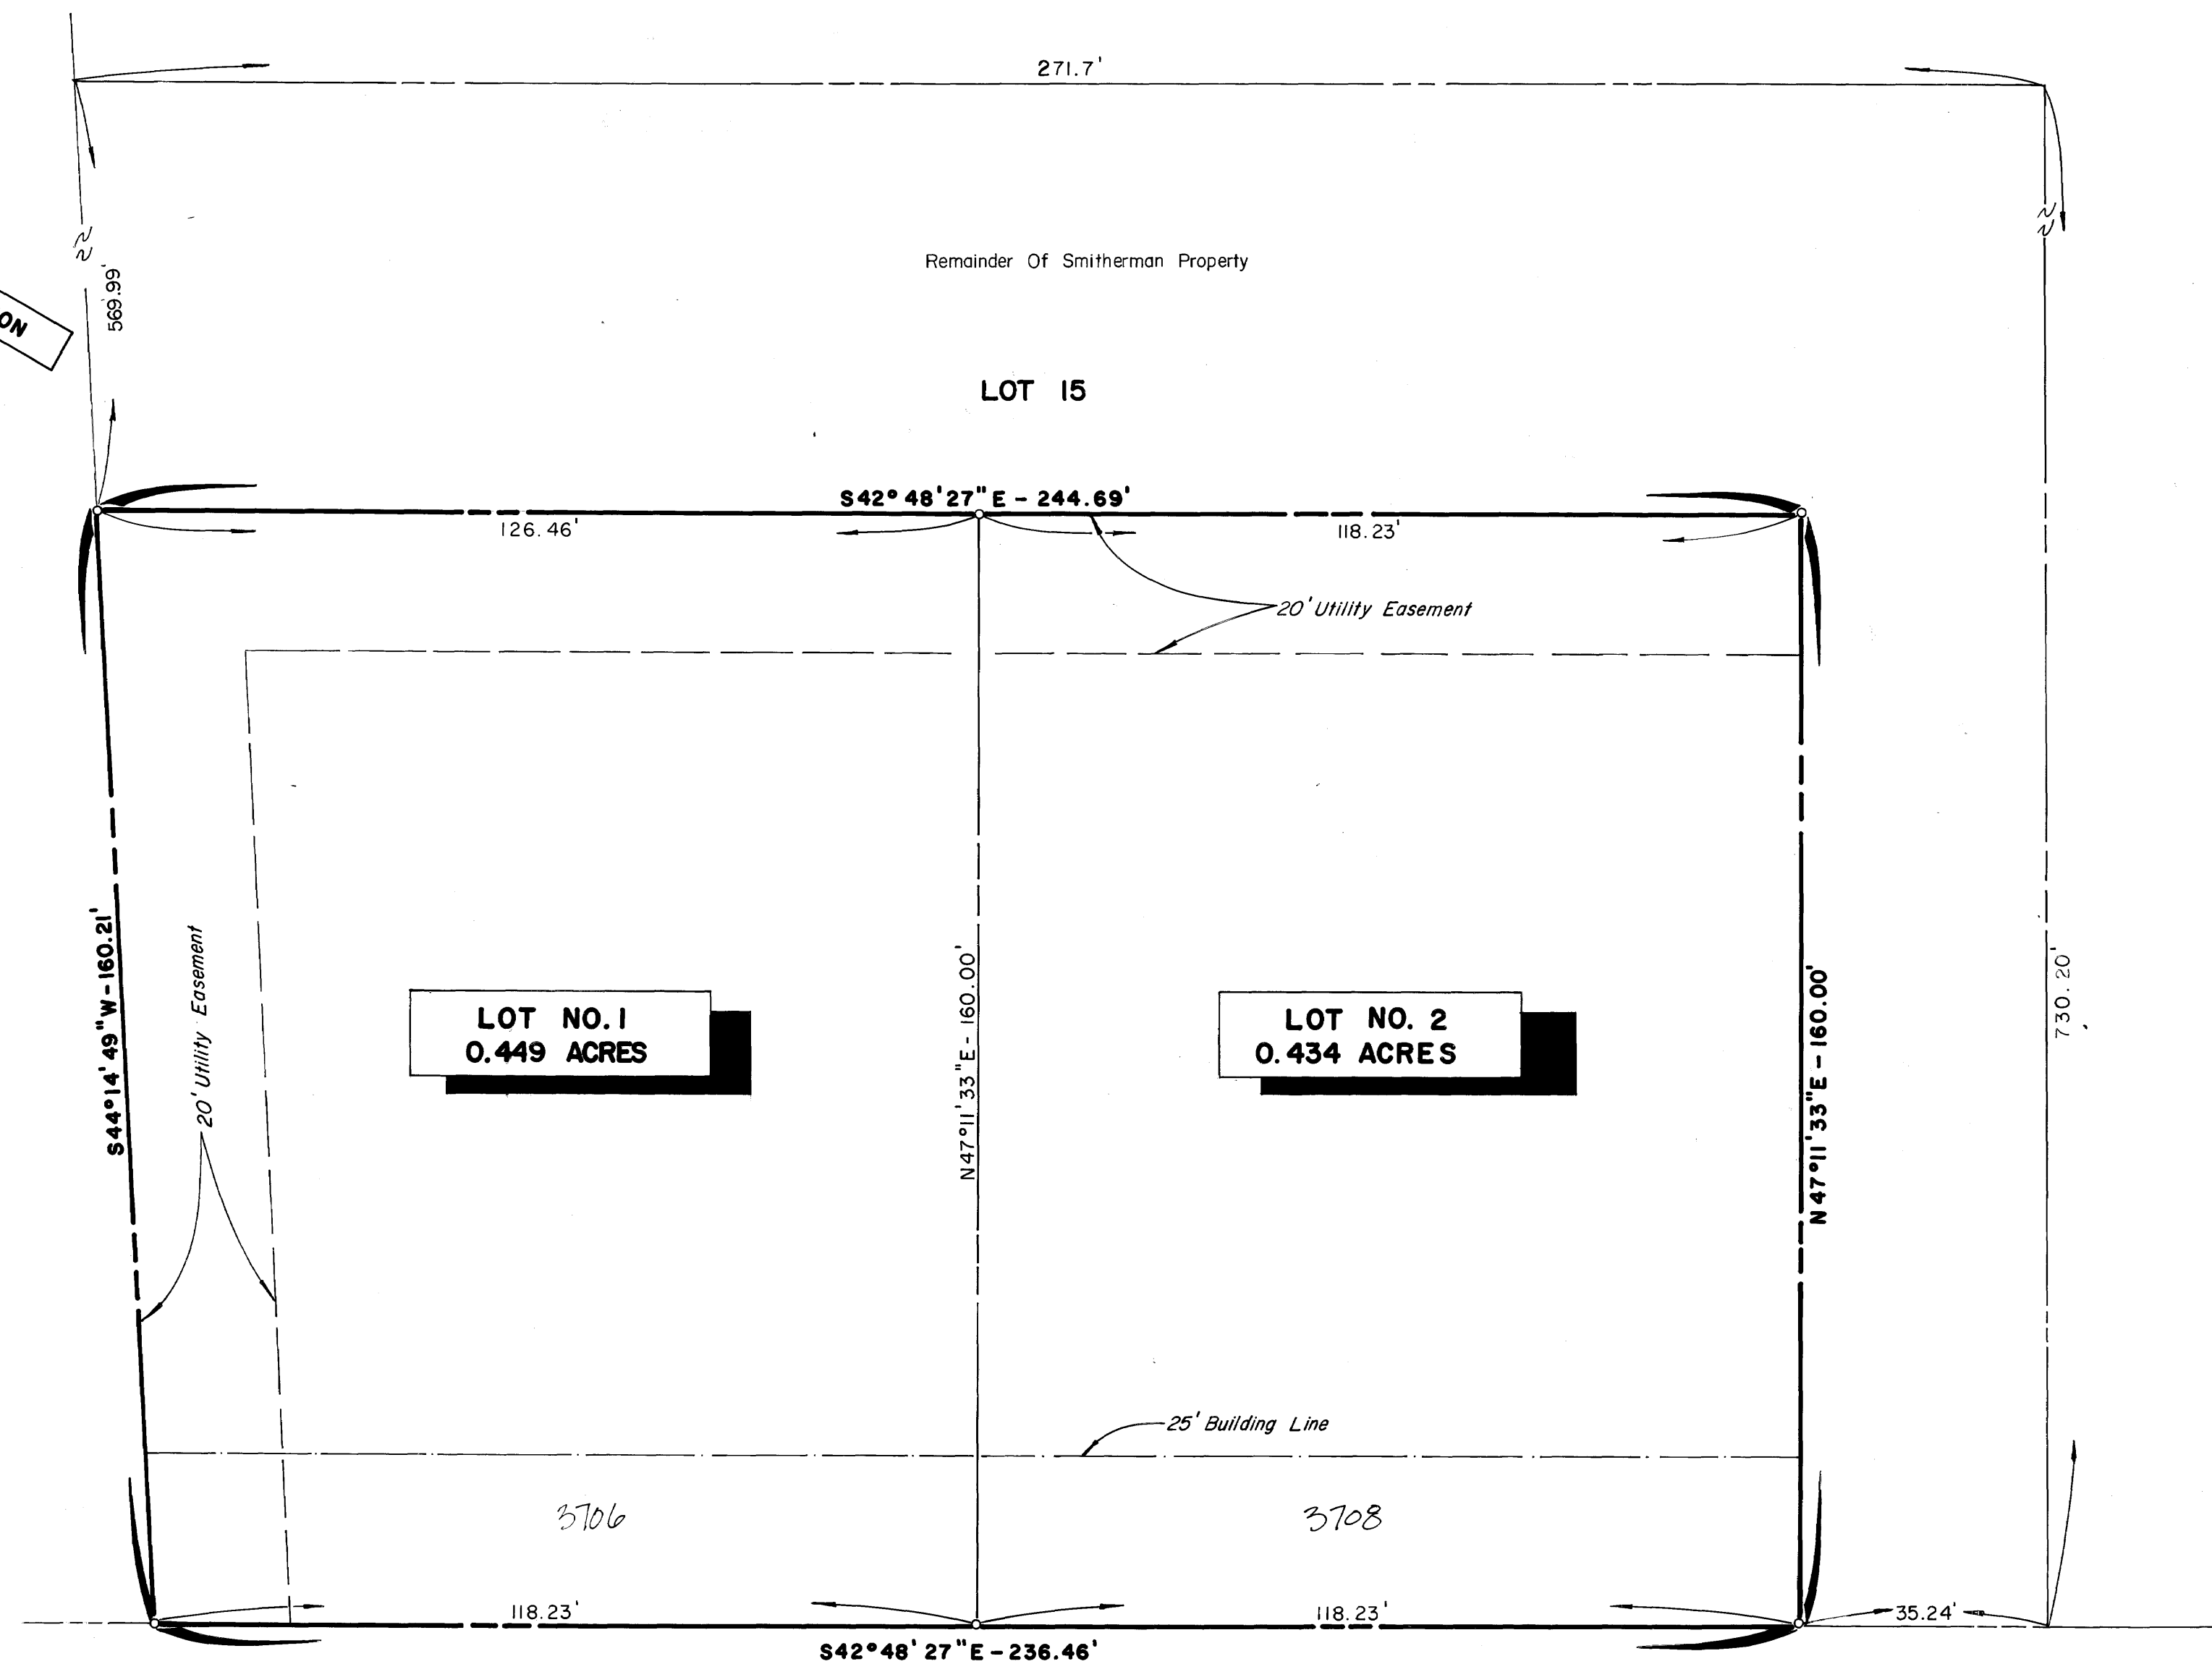 271.7'
569.99'
ON
Remainder Of Smitherman Property
LOT 15
S42°48'27"E - 244.69'
126.46'
118.23'
20' Utility Easement
S44°14'49"W-160.21'
20' Utility Easement
LOT NO. 1
0.449 ACRES
N47°11'33"E- 160.00'
LOT NO. 2
0.434 ACRES
N47°11'33"E-160.00'
730.20'
25' Building Line
3706
3708
118.23'
118.23'
35.24'
S42°48'27"E-236.46'